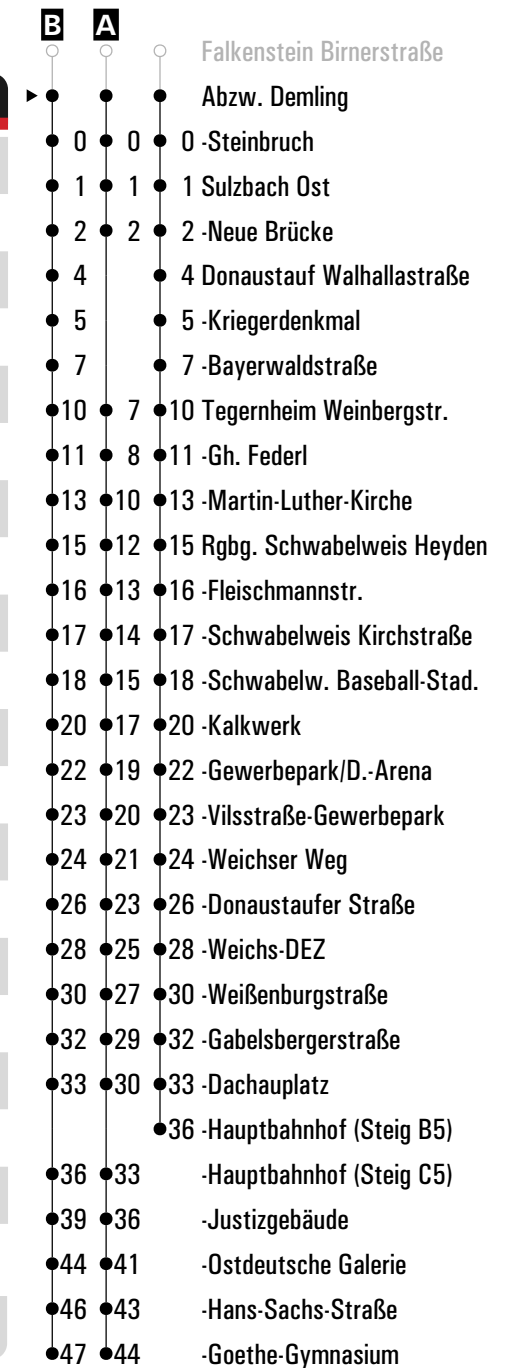 B A
Falkenstein Birnerstraße
Abzw. Demling
0 0 0 -Steinbruch
1 1 1 Sulzbach Ost
2 2 2 -Neue Brücke
4 4 Donaustauf Walhallastraße
5 5 -Kriegerdenkmal
7 7 -Bayerwaldstraße
10 7 10 Tegernheim Weinbergstr.
11 8 11 -Gh. Federl
13 10 13 -Martin-Luther-Kirche
15 12 15 Rgbg. Schwabelweis Heyden
16 13 16 -Fleischmannstr.
17 14 17 -Schwabelweis Kirchstraße
18 15 18 -Schwabelw. Baseball-Stad.
20 17 20 -Kalkwerk
22 19 22 -Gewerbepark/D.-Arena
23 20 23 -Vilsstraße-Gewerbepark
24 21 24 -Weichser Weg
26 23 26 -Donaustaufer Straße
28 25 28 -Weichs-DEZ
30 27 30 -Weißenburgstraße
32 29 32 -Gabelsbergerstraße
33 30 33 -Dachauplatz
36 -Hauptbahnhof (Steig B5)
36 33 -Hauptbahnhof (Steig C5)
39 36 -Justizgebäude
44 41 -Ostdeutsche Galerie
46 43 -Hans-Sachs-Straße
47 44 -Goethe-Gymnasium